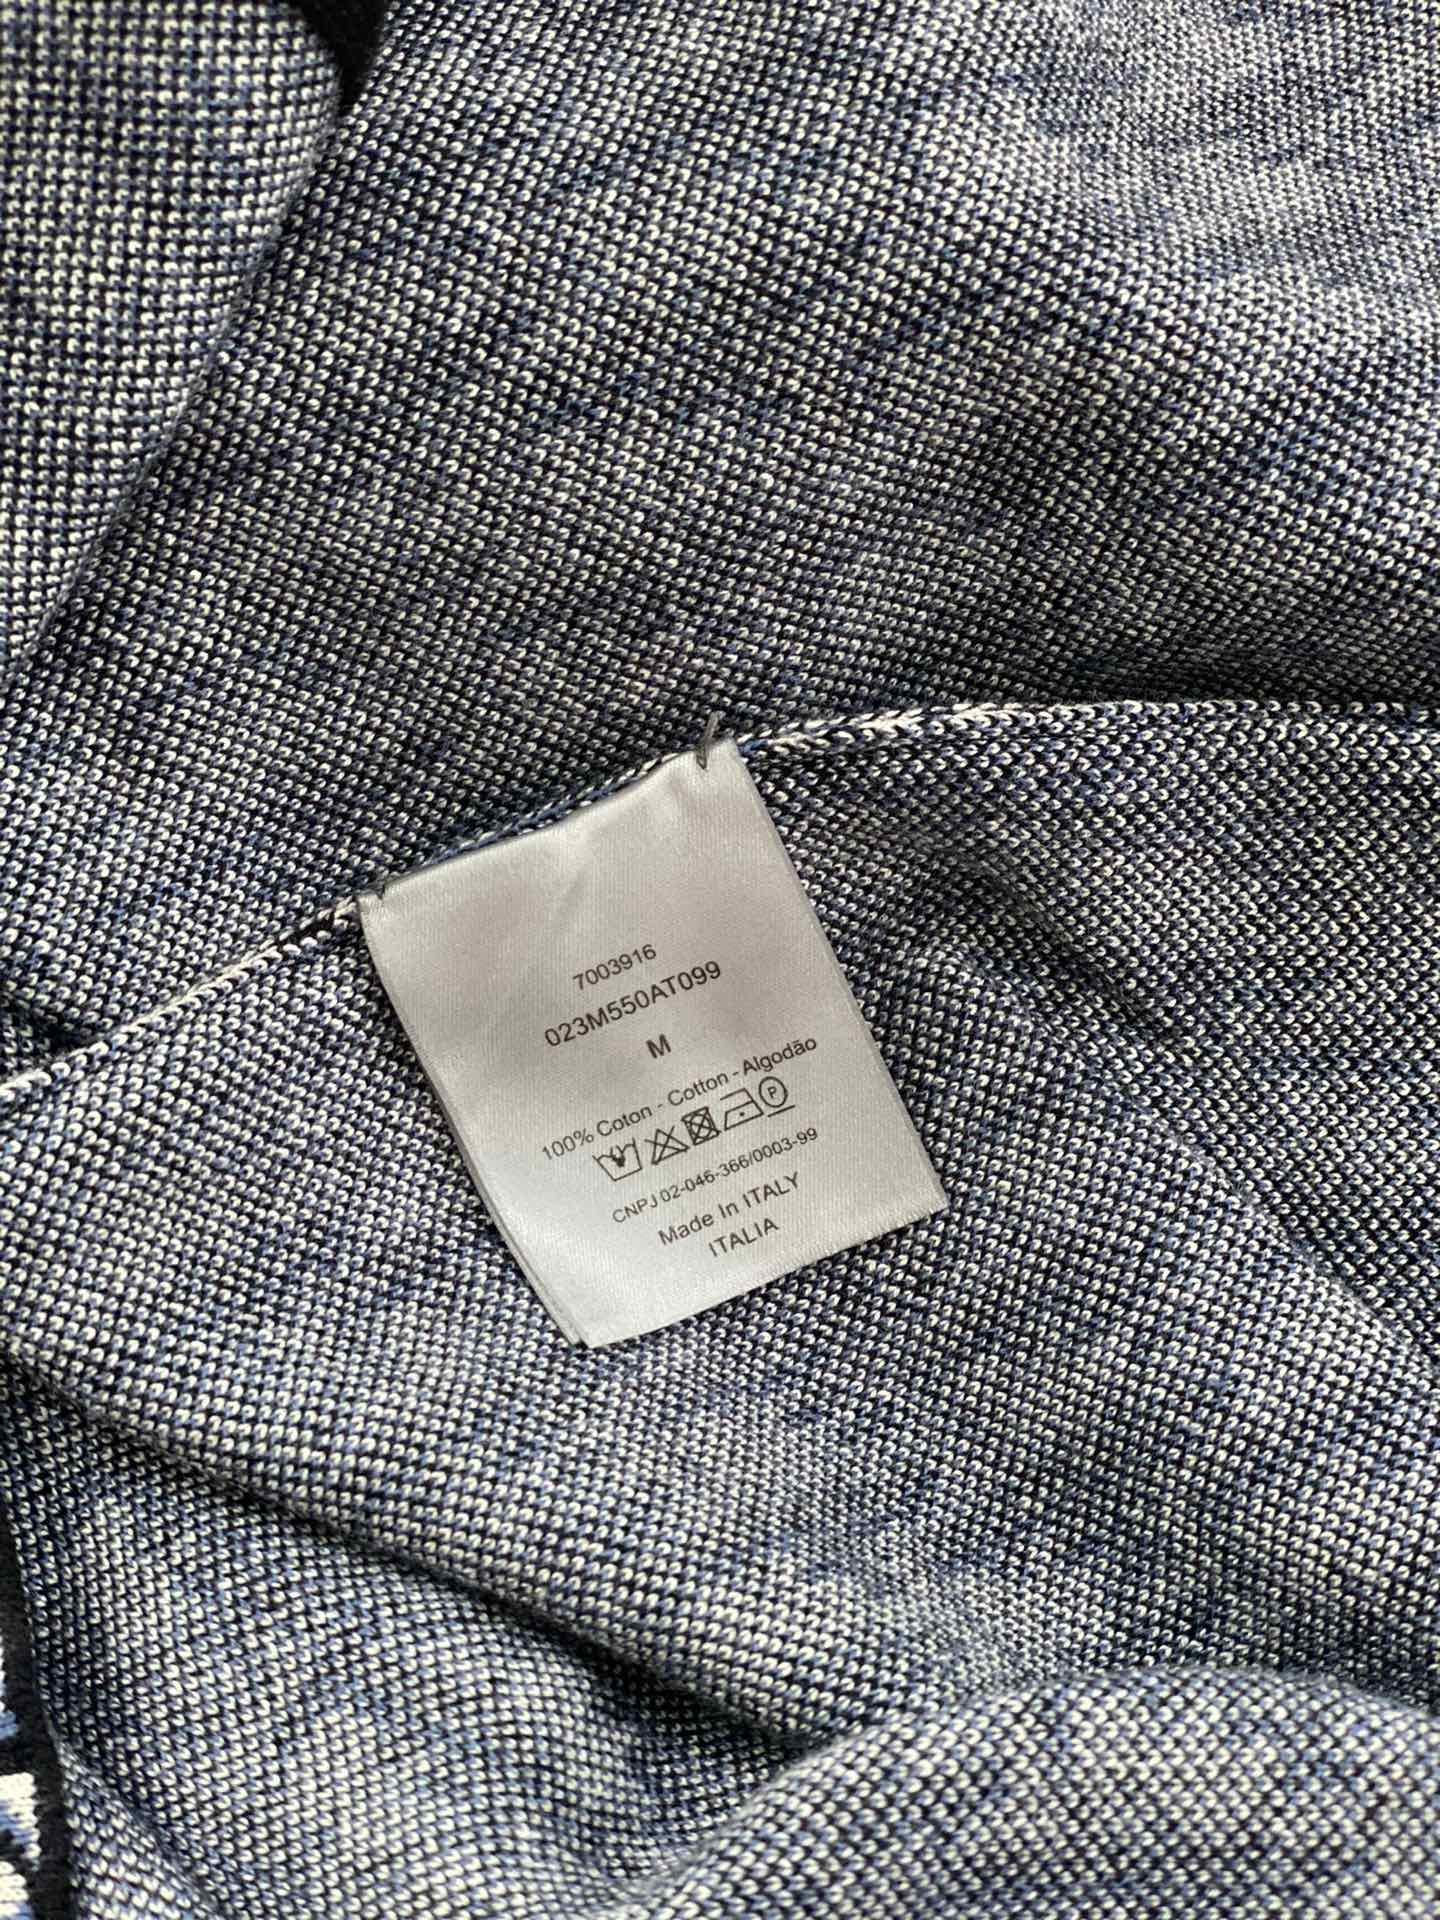 7003916
023M550AT099
M
100% Coton - Cotton - Algodão
P
CNPJ 02-046-366/0003-99
Made In ITALY
ITALIA